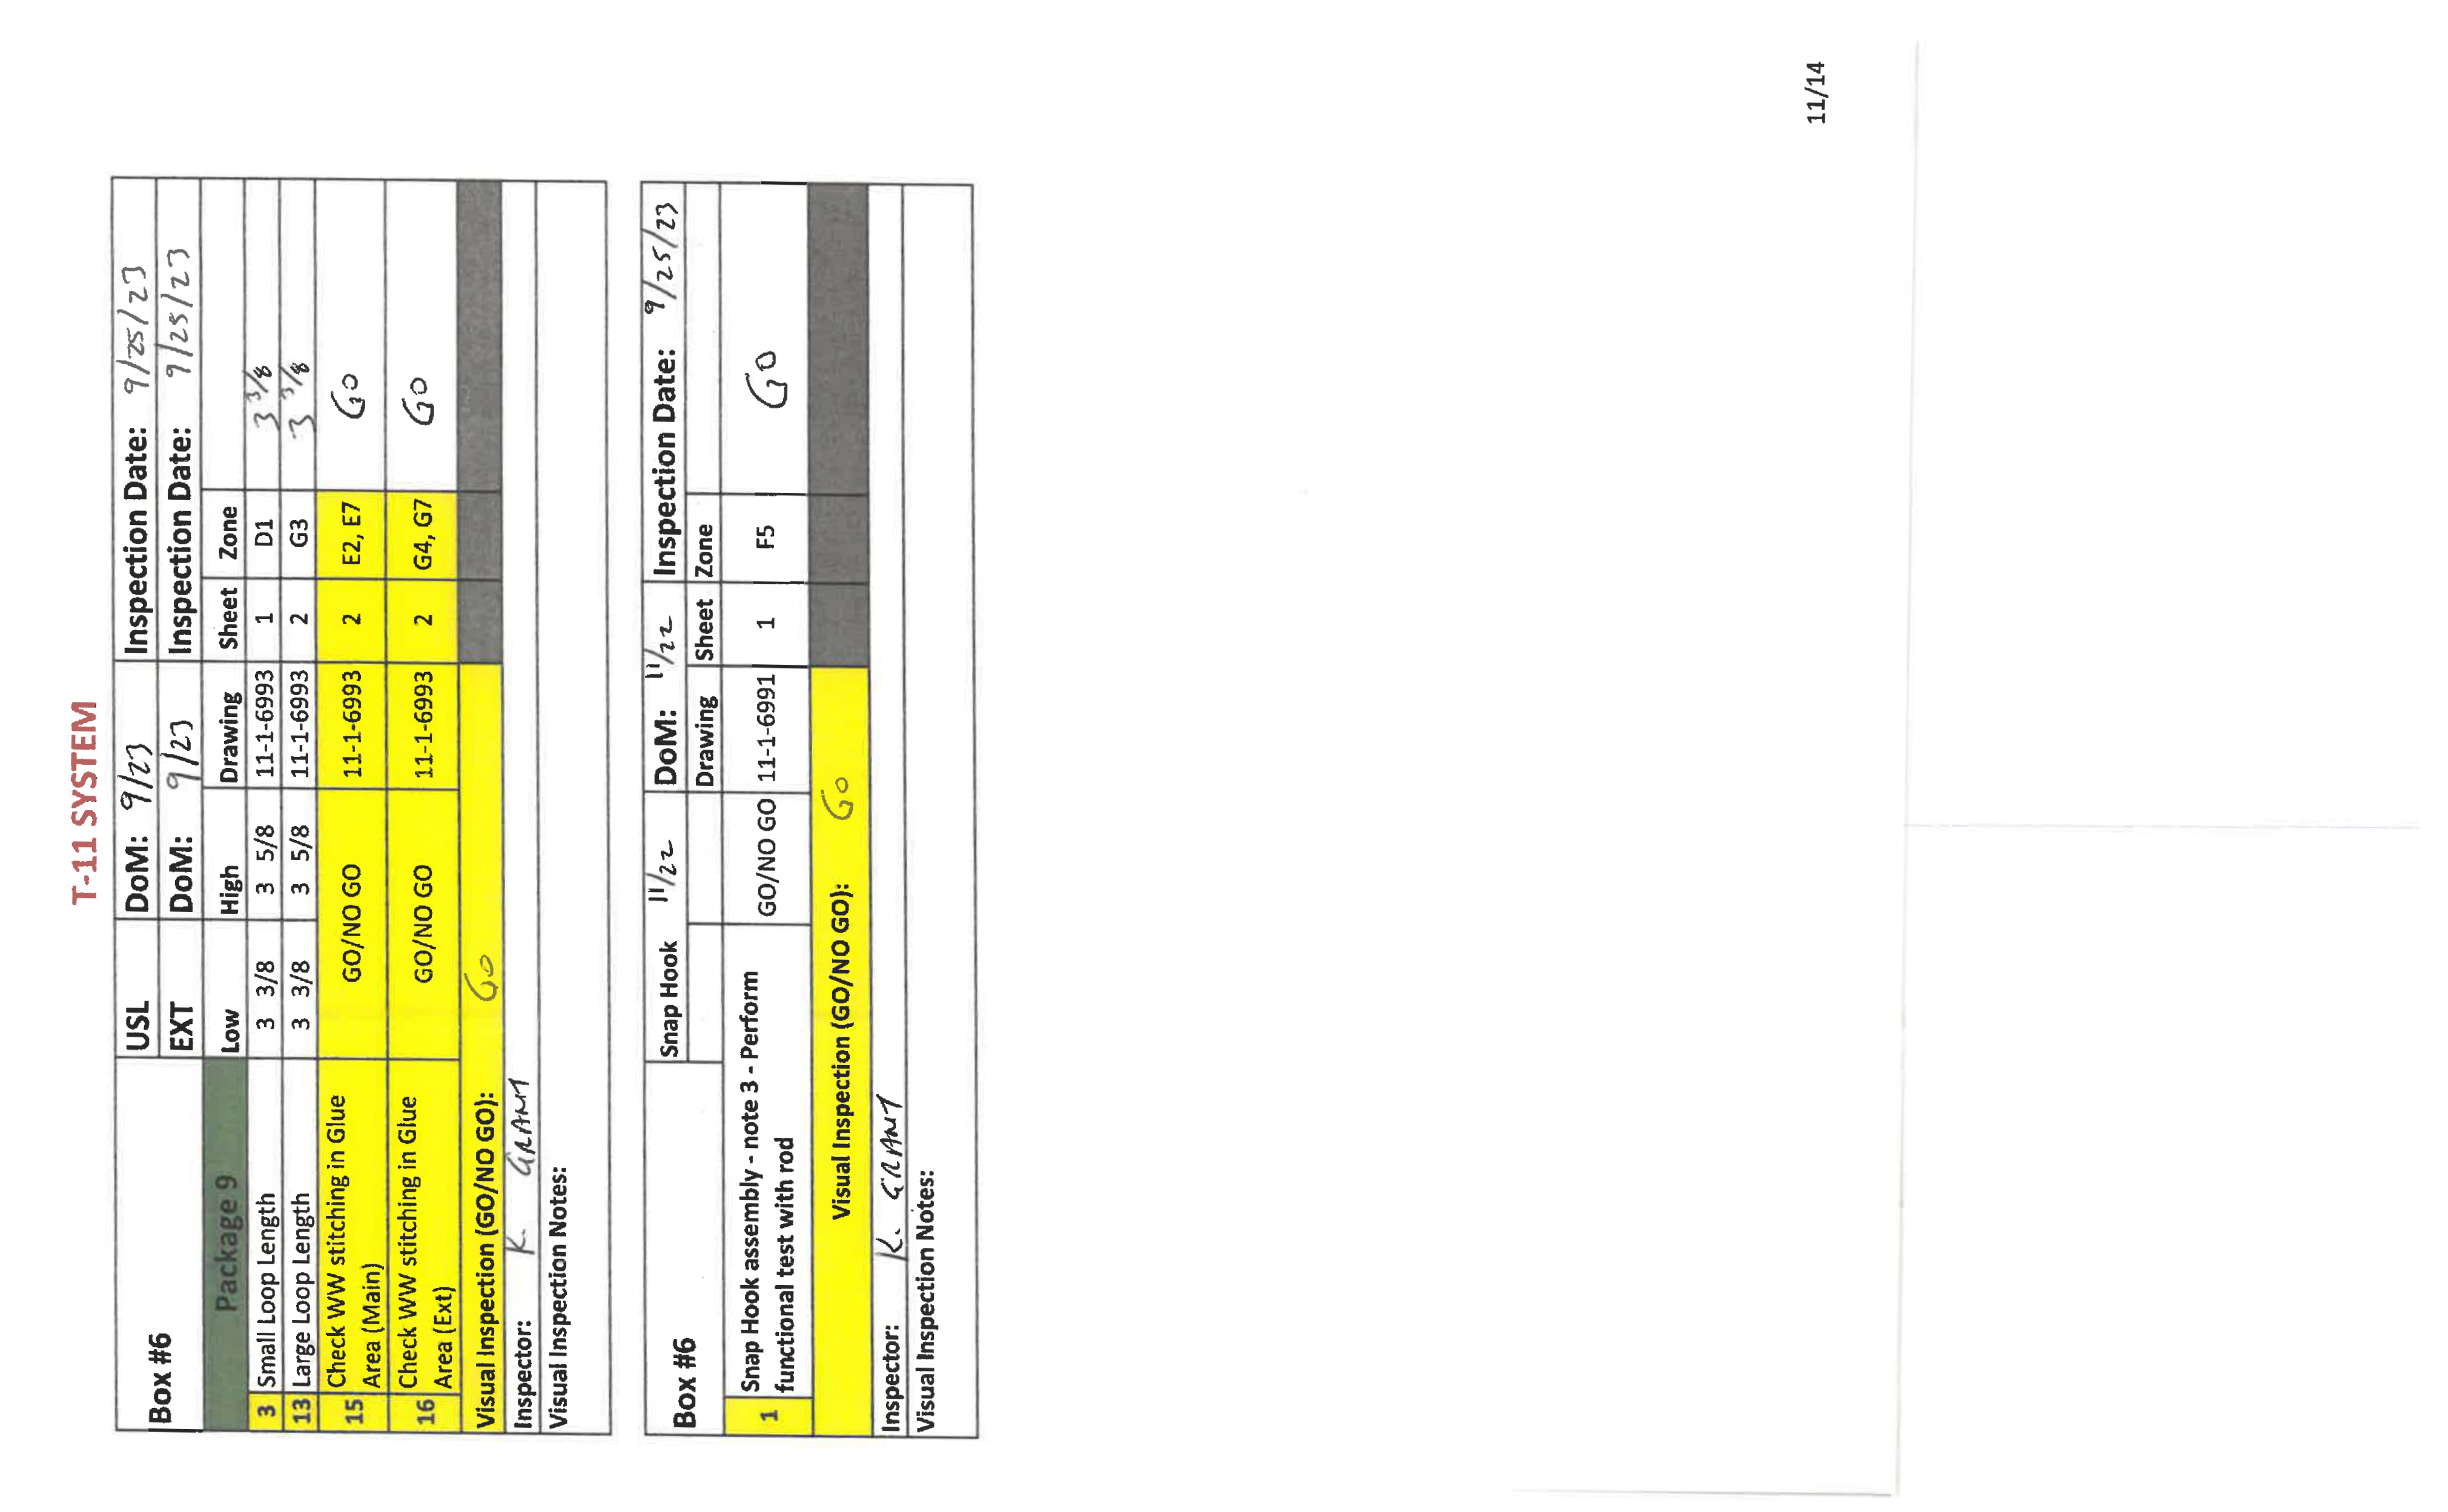 T-11 SYSTEM
Box #6 USL DoM: 9/23 Inspection Date: 9/25/23
EXT DoM: 9/23 Inspection Date: 9/25/23
Package 9 Low High Drawing Sheet Zone
3 Small Loop Length 3 3/8 3 5/8 11-1-6993 1 D1 3 3/8
13 Large Loop Length 3 3/8 3 5/8 11-1-6993 2 G3 3 3/8
15 Check WW stitching in Glue
Area (Main) GO/NO GO 11-1-6993 2 E2, E7 GO
16 Check WW stitching in Glue
Area (Ext) GO/NO GO 11-1-6993 2 G4, G7 GO
Visual Inspection (GO/NO GO): GO
Inspector: K. GRANT
Visual Inspection Notes:
Box #6 Snap Hook 11/22 DoM: 11/22 Inspection Date: 9/25/23
Drawing Sheet Zone
1 Snap Hook assembly - note 3 - Perform
functional test with rod GO/NO GO 11-1-6991 1 F5 GO
Visual Inspection (GO/NO GO): GO
Inspector: K. GRANT
Visual Inspection Notes:
11/14